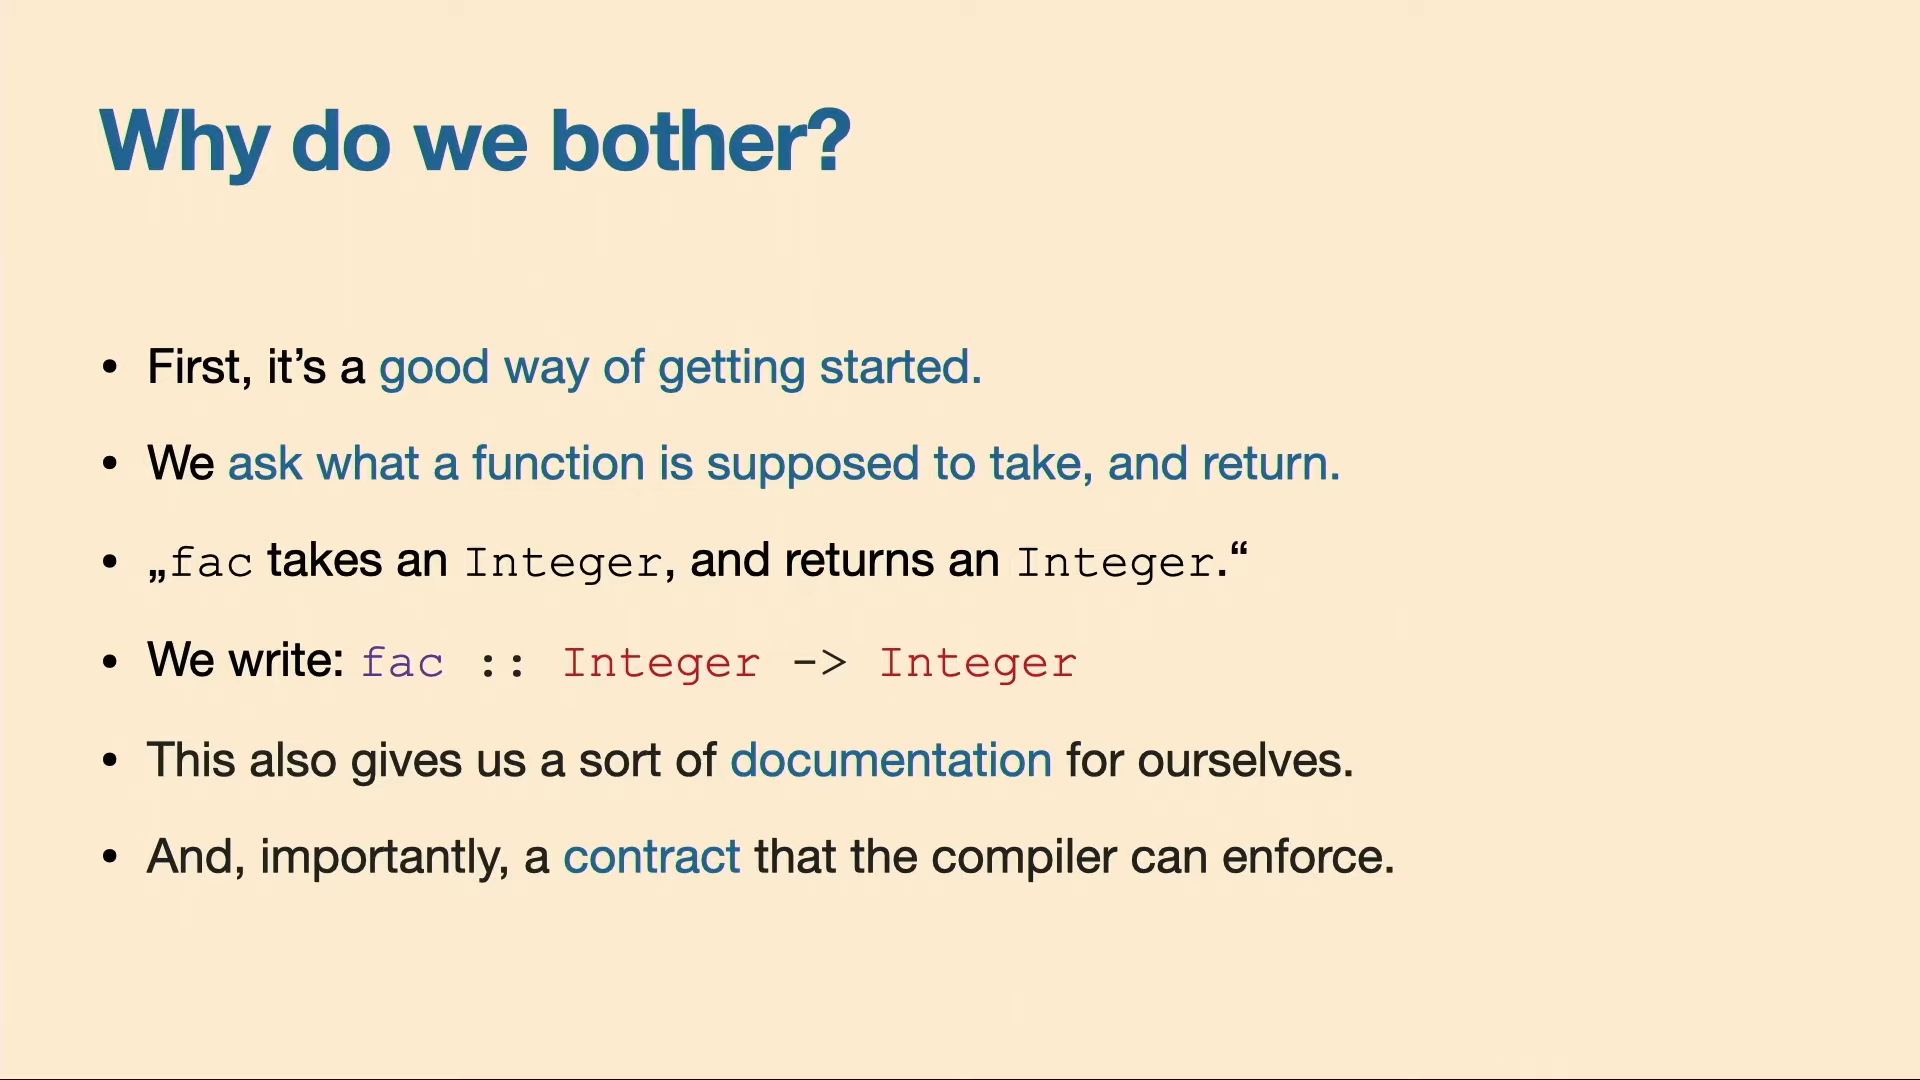 Why do we bother?
• First, it’s a good way of getting started.
• We ask what a function is supposed to take, and return.
• „fac takes an Integer, and returns an Integer.“
• We write: fac :: Integer -> Integer
• This also gives us a sort of documentation for ourselves.
• And, importantly, a contract that the compiler can enforce.